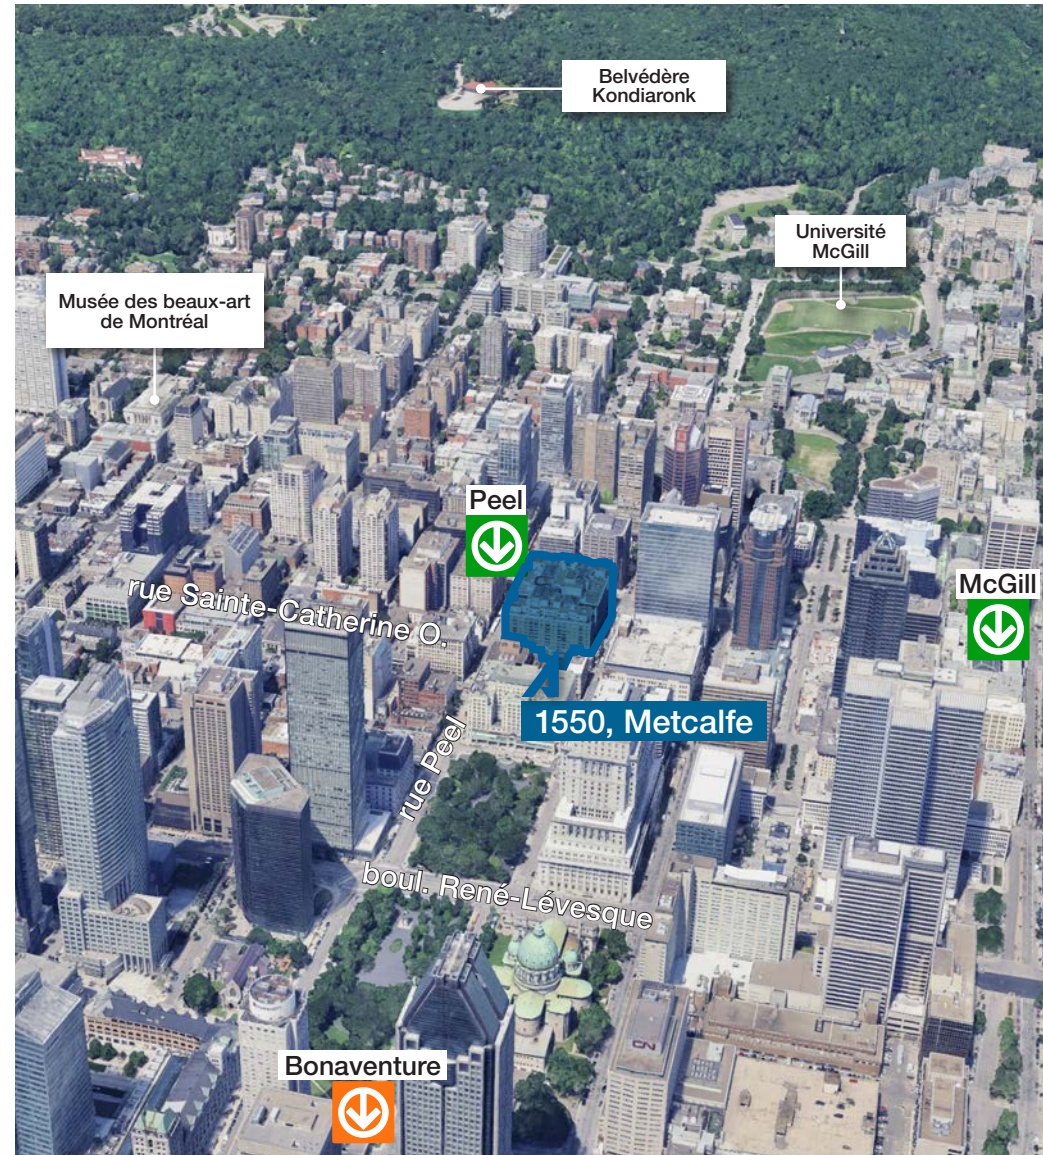 Belvédère
Kondiaronk
Université
McGill
Musée des beaux-art
de Montréal
Peel
McGill
rue Sainte-Catherine O.
1550, Metcalfe
rue Peel
boul. René-Lévesque
CN
Bonaventure